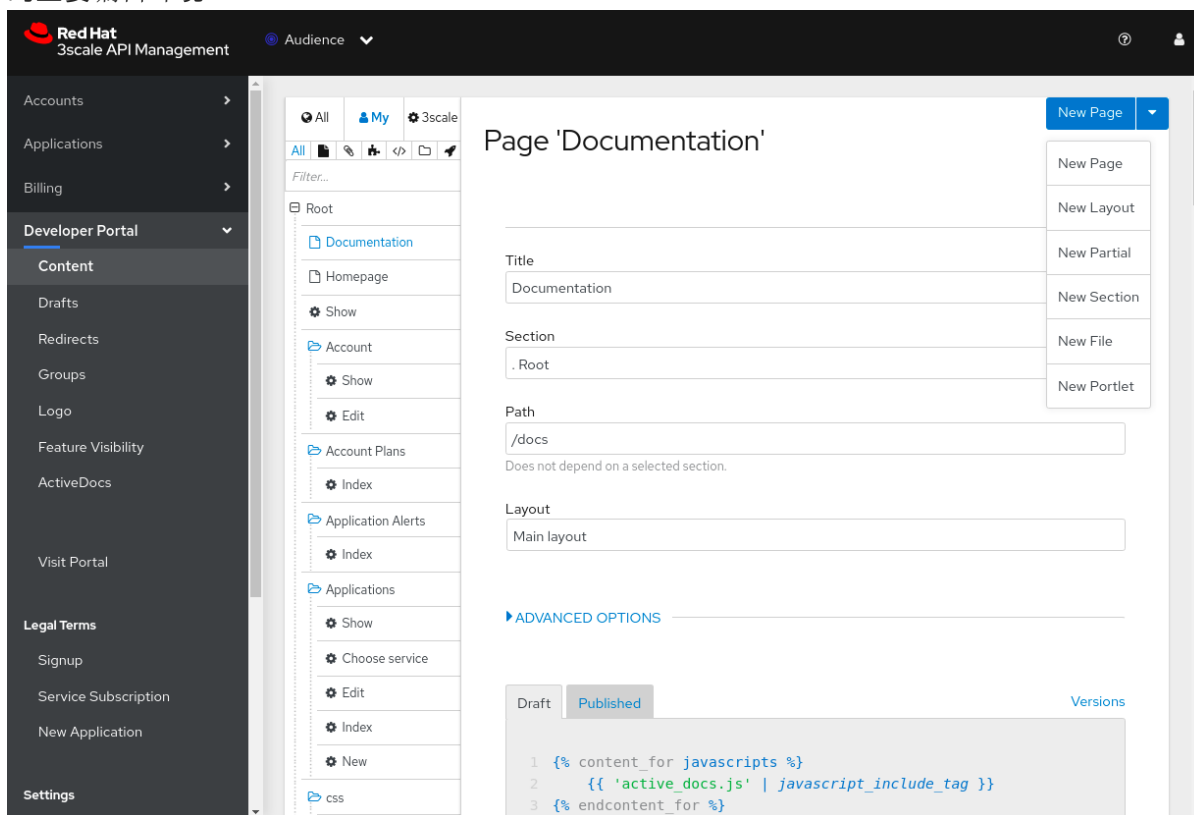 Red Hat
3scale API Management
Audience
Accounts
Applications
Billing
Developer Portal
Content
Drafts
Redirects
Groups
Logo
Feature Visibility
ActiveDocs
Visit Portal
Legal Terms
Signup
Service Subscription
New Application
Settings
All My 3scale
All
Filter...
Root
Documentation
Homepage
Show
Account
Show
Edit
Account Plans
Index
Application Alerts
Index
Applications
Show
Choose service
Edit
Index
New
css
Page 'Documentation'
New Page
New Page
New Layout
New Partial
New Section
New File
New Portlet
Title
Documentation
Section
. Root
Path
/docs
Does not depend on a selected section.
Layout
Main layout
ADVANCED OPTIONS
Draft Published Versions
1 {% content_for javascripts %}
2 {{ 'active_docs.js' | javascript_include_tag }}
3 {% endcontent_for %}